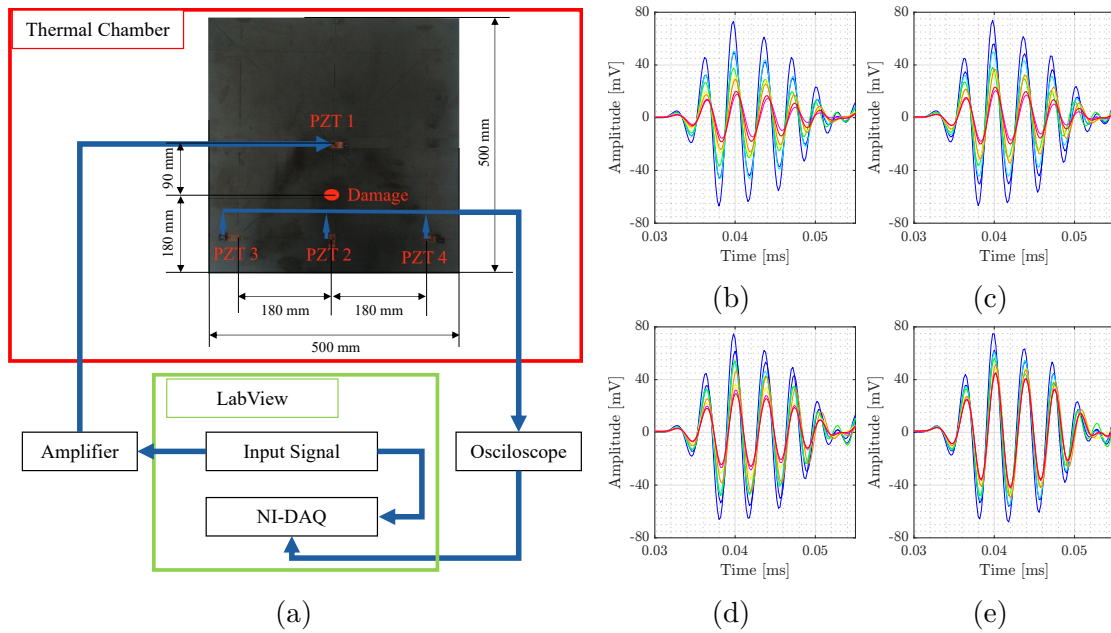 Thermal Chamber
PZT 1
90 mm
Damage
500 mm
180 mm
PZT 3
PZT 2
PZT 4
180 mm
180 mm
500 mm
LabView
Amplifier
Input Signal
Osciloscope
NI-DAQ
(a)
80
40
0
-40
-80
Amplitude [mV]
0.03
0.04
0.05
Time [ms]
(b)
80
40
0
-40
-80
Amplitude [mV]
0.03
0.04
0.05
Time [ms]
(c)
80
40
0
-40
-80
Amplitude [mV]
0.03
0.04
0.05
Time [ms]
(d)
80
40
0
-40
-80
Amplitude [mV]
0.03
0.04
0.05
Time [ms]
(e)